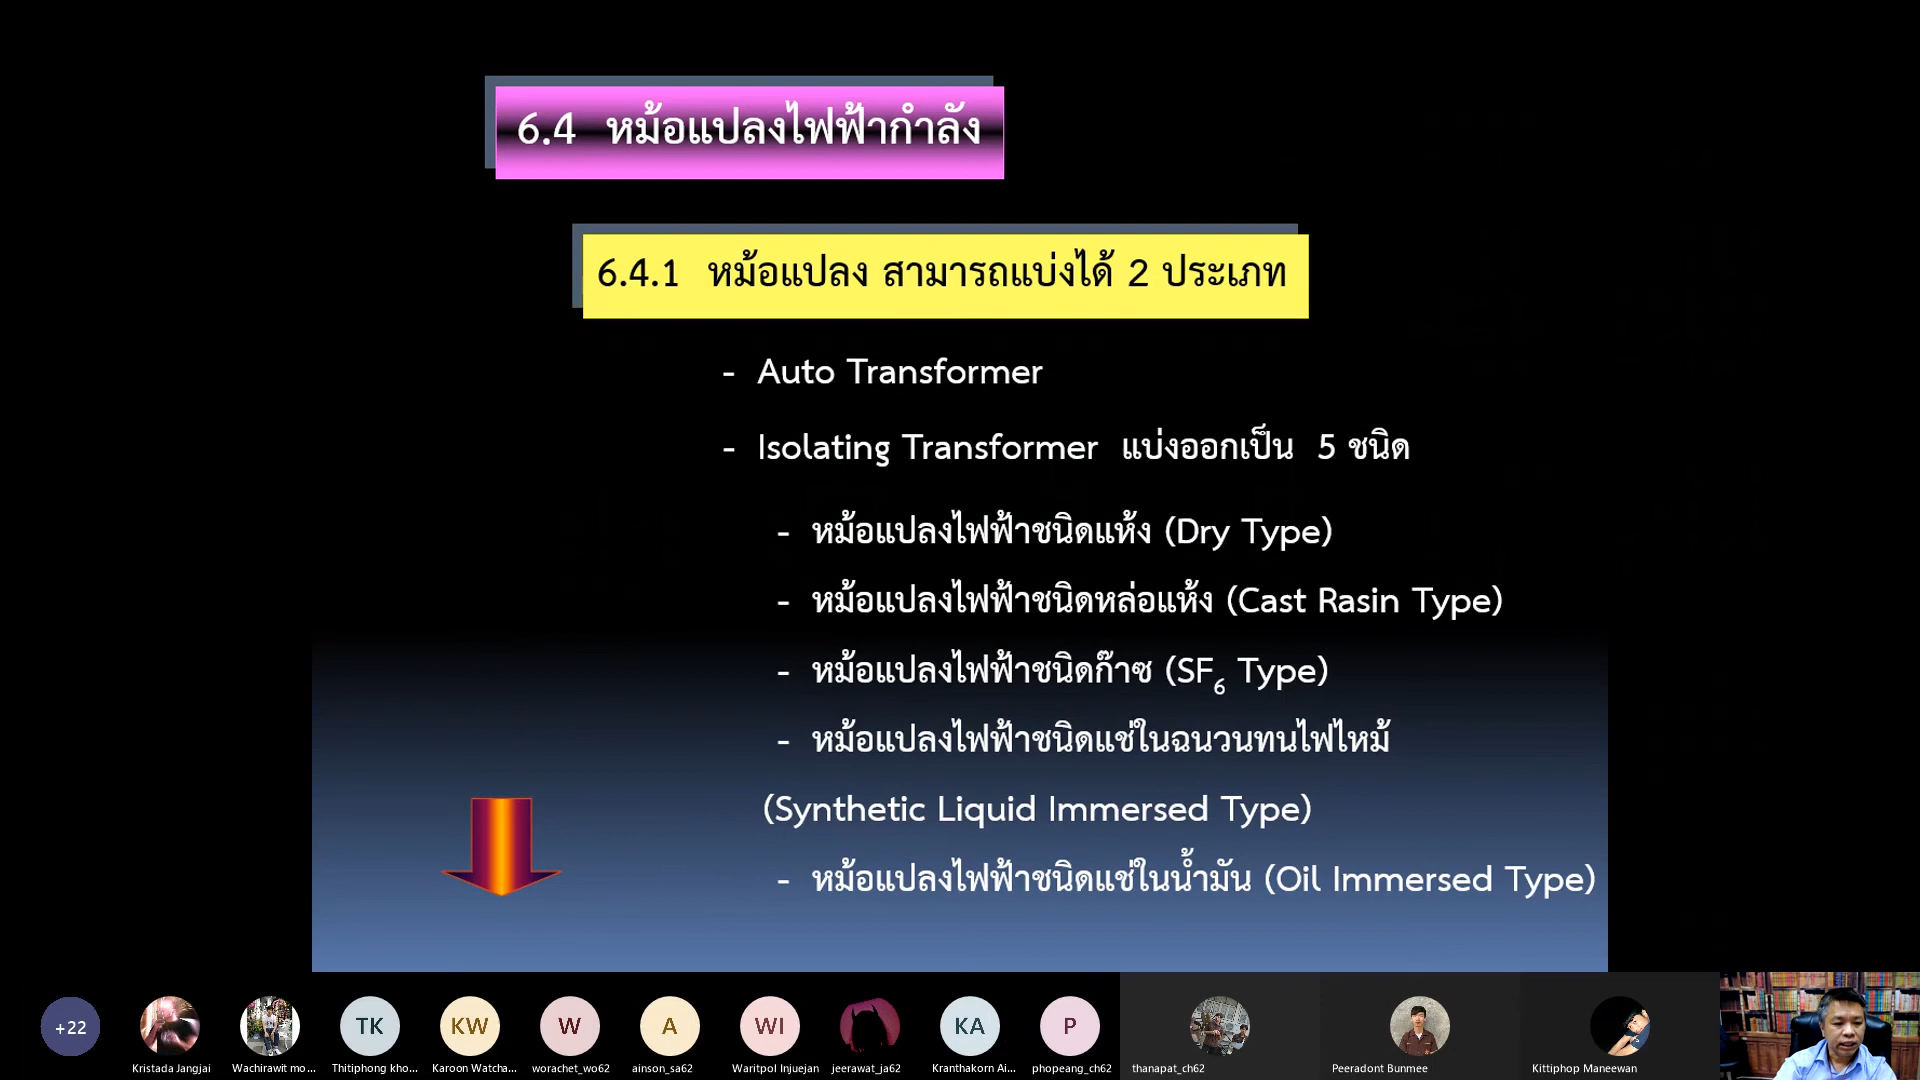 6.4 หม้อแปลงไฟฟ้ากำลัง
6.4.1 หม้อแปลง สามารถแบ่งได้ 2 ประเภท
- Auto Transformer
- Isolating Transformer แบ่งออกเป็น 5 ชนิด
- หม้อแปลงไฟฟ้าชนิดแห้ง (Dry Type)
- หม้อแปลงไฟฟ้าชนิดหล่อแห้ง (Cast Rasin Type)
- หม้อแปลงไฟฟ้าชนิดก๊าซ (SF₆ Type)
- หม้อแปลงไฟฟ้าชนิดแช่ในฉนวนทนไฟไหม้
(Synthetic Liquid Immersed Type)
- หม้อแปลงไฟฟ้าชนิดแช่ในน้ำมัน (Oil Immersed Type)
+22 TK KW W A WI KA P
Kristada Jangjai Wachirawit mo... Thitiphong kho... Karoon Watcha... worachet_wo62 ainson_sa62 Waritpol Injuejan jeerawat_ja62 Kranthakorn Ai... phopeang_ch62 thanapat_ch62 Peeradont Bunmee Kittiphop Maneewan